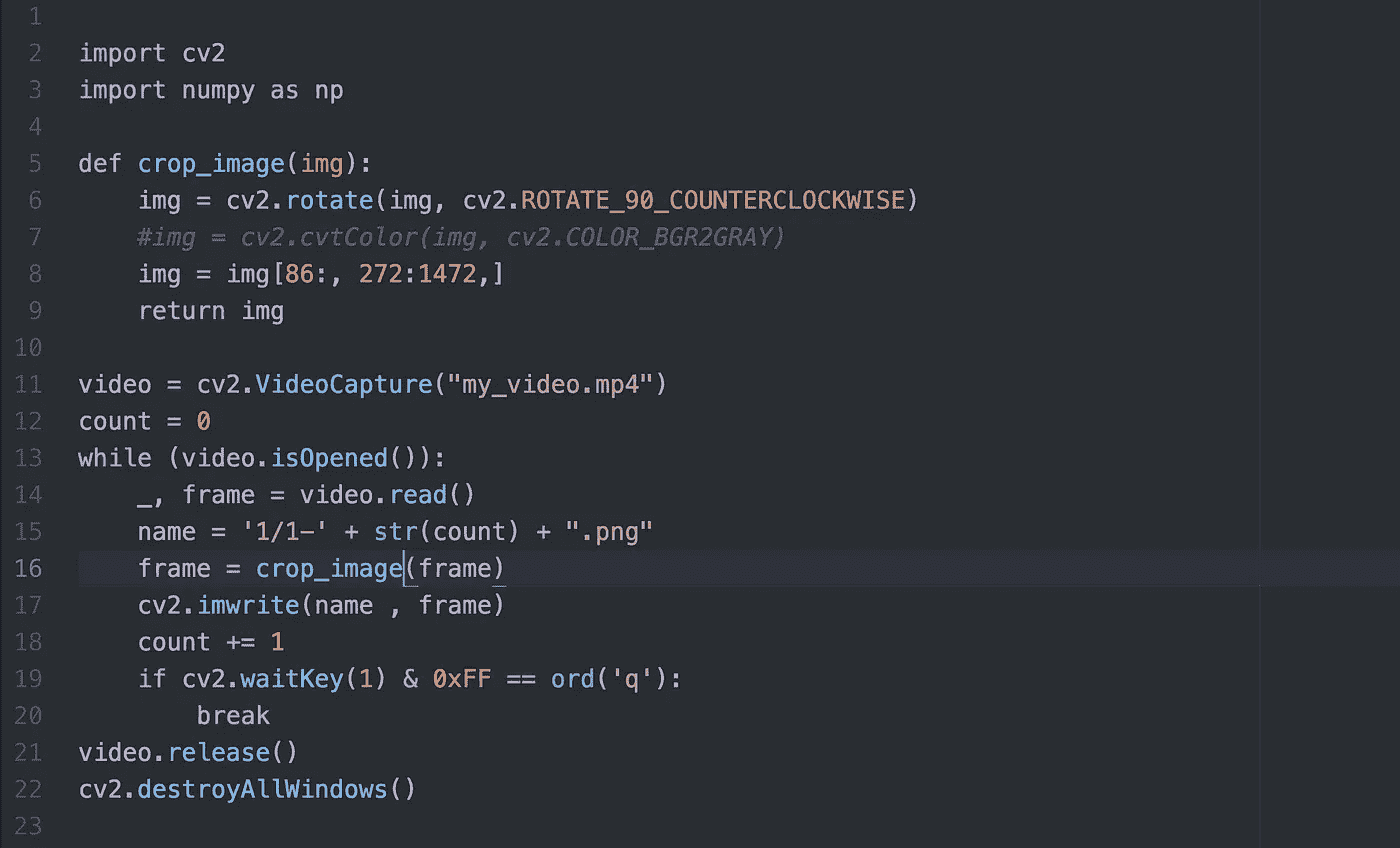 1
2 import cv2
3 import numpy as np
4
5 def crop_image(img):
6     img = cv2.rotate(img, cv2.ROTATE_90_COUNTERCLOCKWISE)
7     #img = cv2.cvtColor(img, cv2.COLOR_BGR2GRAY)
8     img = img[86:, 272:1472,]
9     return img
10
11 video = cv2.VideoCapture("my_video.mp4")
12 count = 0
13 while (video.isOpened()):
14     _, frame = video.read()
15     name = '1/1-' + str(count) + ".png"
16     frame = crop_image(frame)
17     cv2.imwrite(name , frame)
18     count += 1
19     if cv2.waitKey(1) & 0xFF == ord('q'):
20         break
21 video.release()
22 cv2.destroyAllWindows()
23